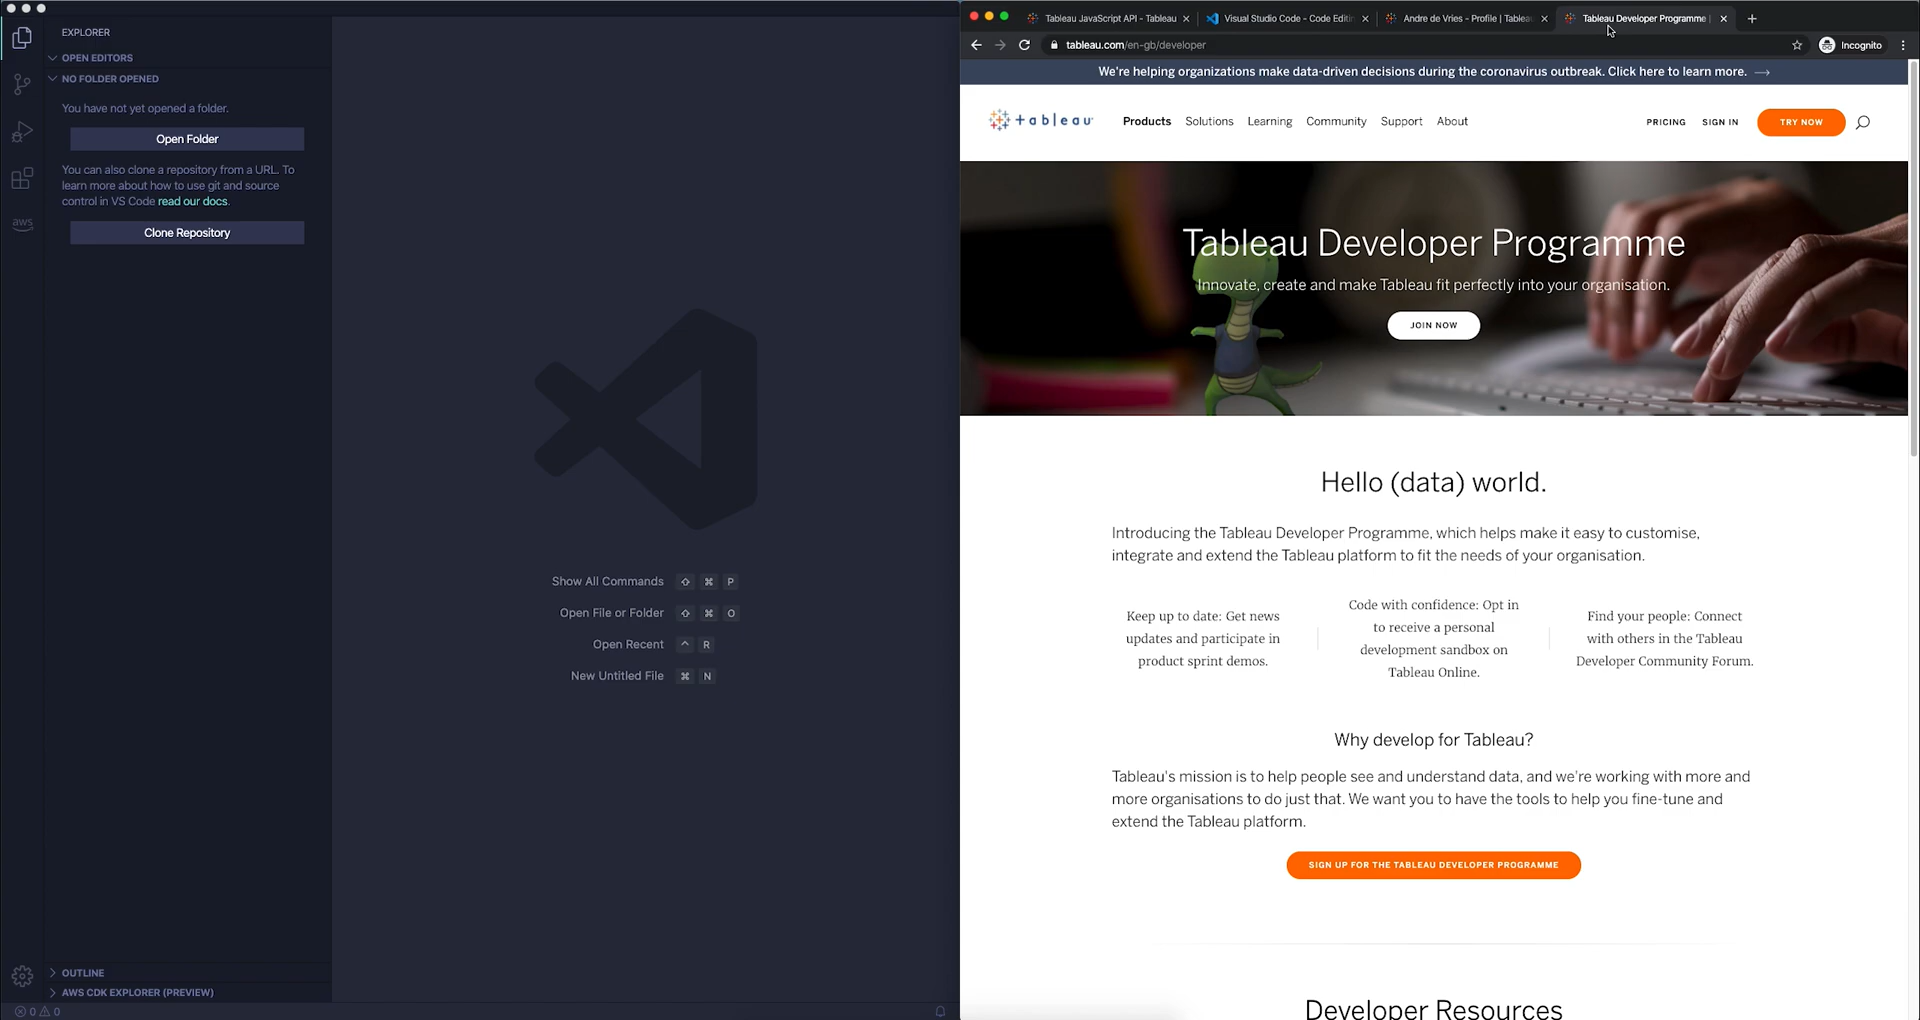 EXPLORER
OPEN EDITORS
NO FOLDER OPENED
You have not yet opened a folder.
Open Folder
You can also clone a repository from a URL. To
learn more about how to use git and source
control in VS Code read our docs.
Clone Repository
aws
Show All Commands ⇧ ⌘ P
Open File or Folder ⇧ ⌘ O
Open Recent ^ R
New Untitled File ⌘ N
OUTLINE
AWS CDK EXPLORER (PREVIEW)
0 0
Tableau JavaScript API - Tableau
Visual Studio Code - Code Editin
Andre de Vries - Profile | Tableau
Tableau Developer Programme |
tableau.com/en-gb/developer
Incognito
We're helping organizations make data-driven decisions during the coronavirus outbreak. Click here to learn more.
tableau
Products Solutions Learning Community Support About
PRICING SIGN IN TRY NOW
Tableau Developer Programme
Innovate, create and make Tableau fit perfectly into your organisation.
JOIN NOW
Hello (data) world.
Introducing the Tableau Developer Programme, which helps make it easy to customise,
integrate and extend the Tableau platform to fit the needs of your organisation.
Keep up to date: Get news
updates and participate in
product sprint demos.
Code with confidence: Opt in
to receive a personal
development sandbox on
Tableau Online.
Find your people: Connect
with others in the Tableau
Developer Community Forum.
Why develop for Tableau?
Tableau's mission is to help people see and understand data, and we're working with more and
more organisations to do just that. We want you to have the tools to help you fine-tune and
extend the Tableau platform.
SIGN UP FOR THE TABLEAU DEVELOPER PROGRAMME
Developer Resources